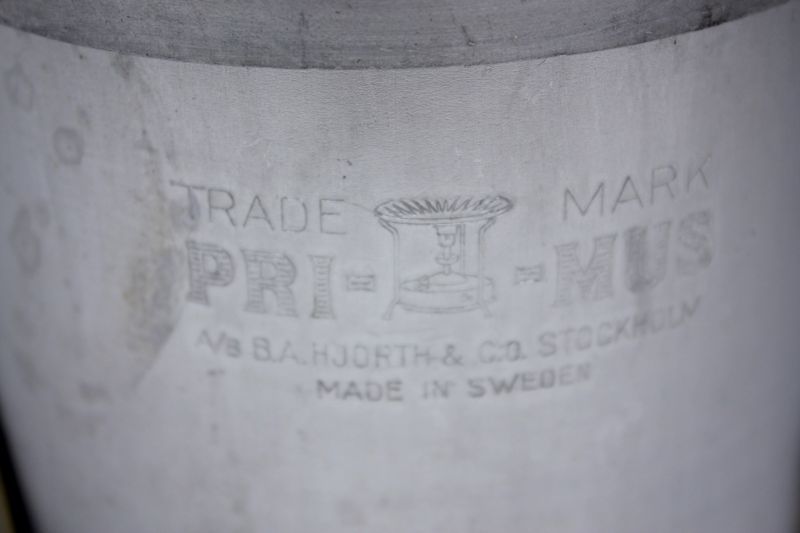 TRADE MARK
PRI-MUS
A/B B.A.HJORTH & C:O. STOCKHOLM
MADE IN SWEDEN